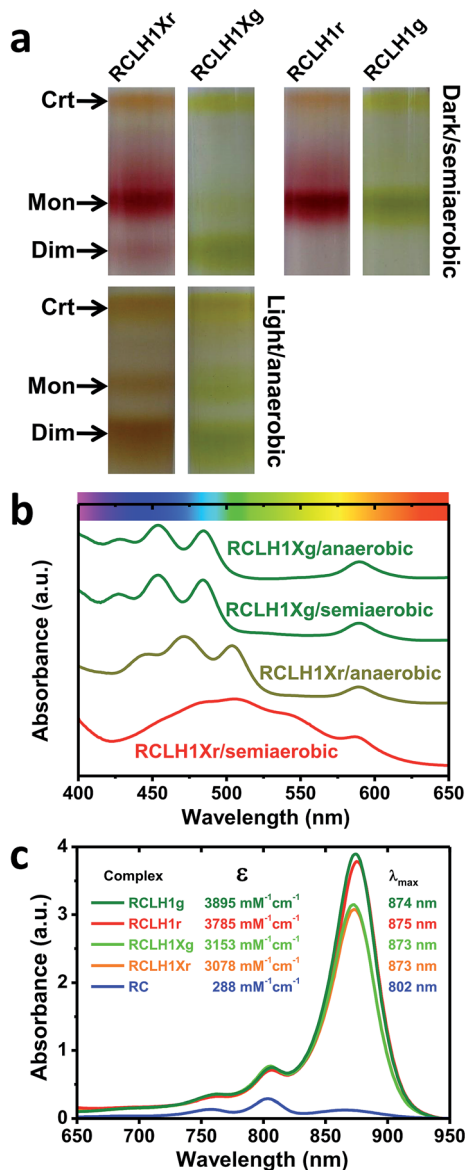 a
RCLH1Xr RCLH1Xg RCLH1r RCLH1g
Crt
Mon
Dim
Dark/semiaerobic
Crt
Mon
Dim
Light/anaerobic
b
RCLH1Xg/anaerobic
RCLH1Xg/semiaerobic
RCLH1Xr/anaerobic
RCLH1Xr/semiaerobic
Absorbance (a.u.)
400 450 500 550 600 650
Wavelength (nm)
c
Complex ε λmax
RCLH1g 3895 mM⁻¹cm⁻¹ 874 nm
RCLH1r 3785 mM⁻¹cm⁻¹ 875 nm
RCLH1Xg 3153 mM⁻¹cm⁻¹ 873 nm
RCLH1Xr 3078 mM⁻¹cm⁻¹ 873 nm
RC 288 mM⁻¹cm⁻¹ 802 nm
Absorbance (a.u.)
4
3
2
1
0
650 700 750 800 850 900 950
Wavelength (nm)